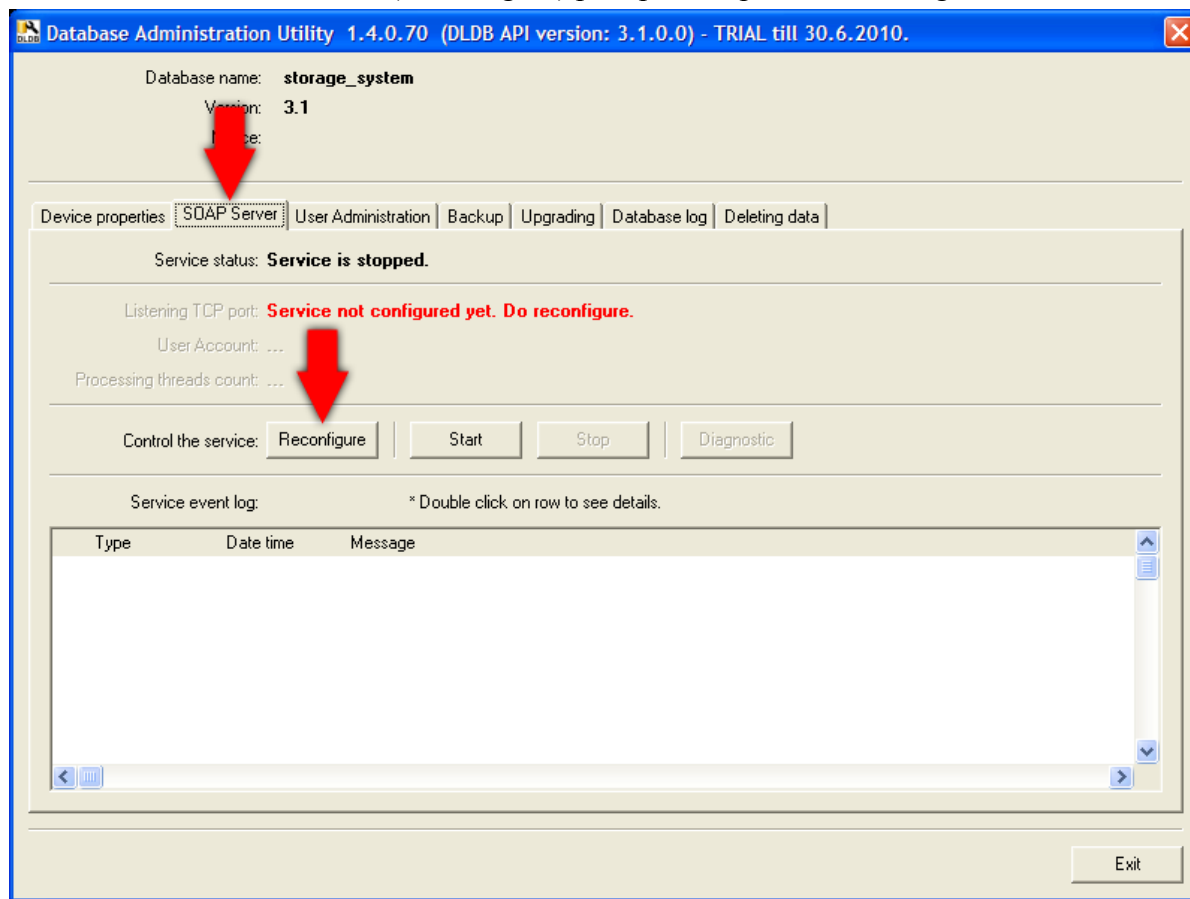 Database Administration Utility 1.4.0.70 (DLDB API version: 3.1.0.0) - TRIAL till 30.6.2010.
Database name: storage_system
Version: 3.1
Device properties SOAP Server User Administration Backup Upgrading Database log Deleting data
Service status: Service is stopped.
Listening TCP port: Service not configured yet. Do reconfigure.
User Account: ...
Processing threads count: ...
Control the service: Reconfigure Start Stop Diagnostic
Service event log: * Double click on row to see details.
Type Date time Message
Exit